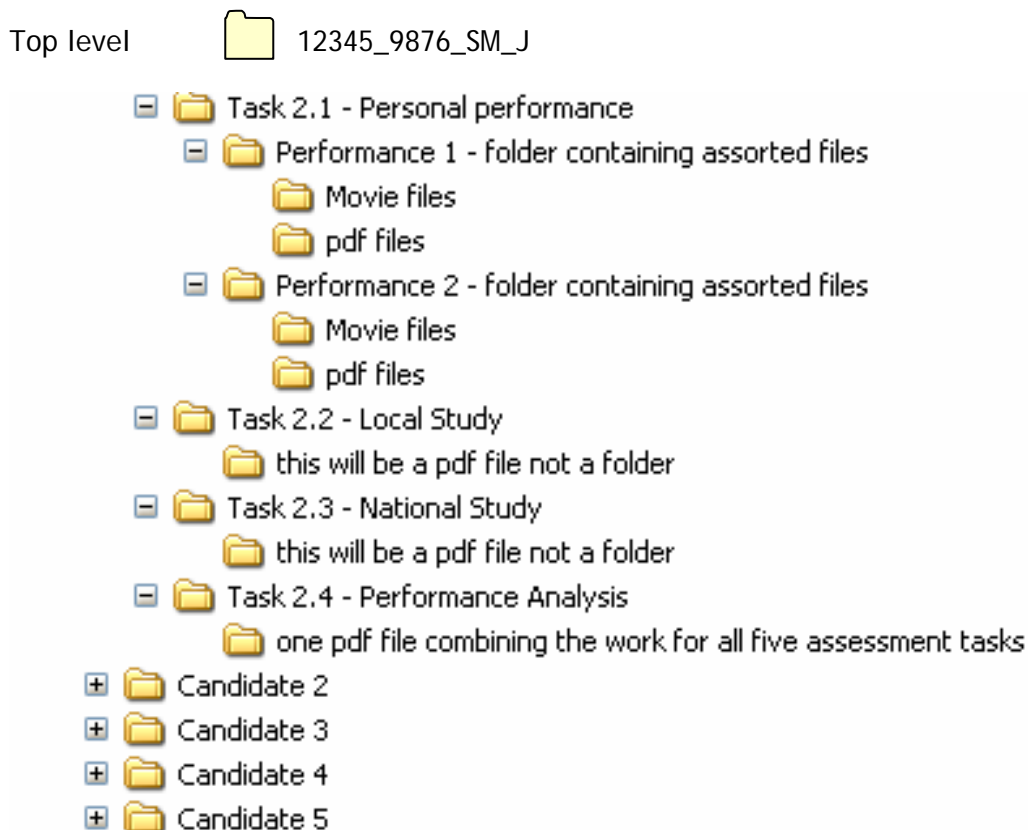 Top level 12345_9876_SM_J
Task 2.1 - Personal performance
Performance 1 - folder containing assorted files
Movie files
pdf files
Performance 2 - folder containing assorted files
Movie files
pdf files
Task 2.2 - Local Study
this will be a pdf file not a folder
Task 2.3 - National Study
this will be a pdf file not a folder
Task 2.4 - Performance Analysis
one pdf file combining the work for all five assessment tasks
Candidate 2
Candidate 3
Candidate 4
Candidate 5